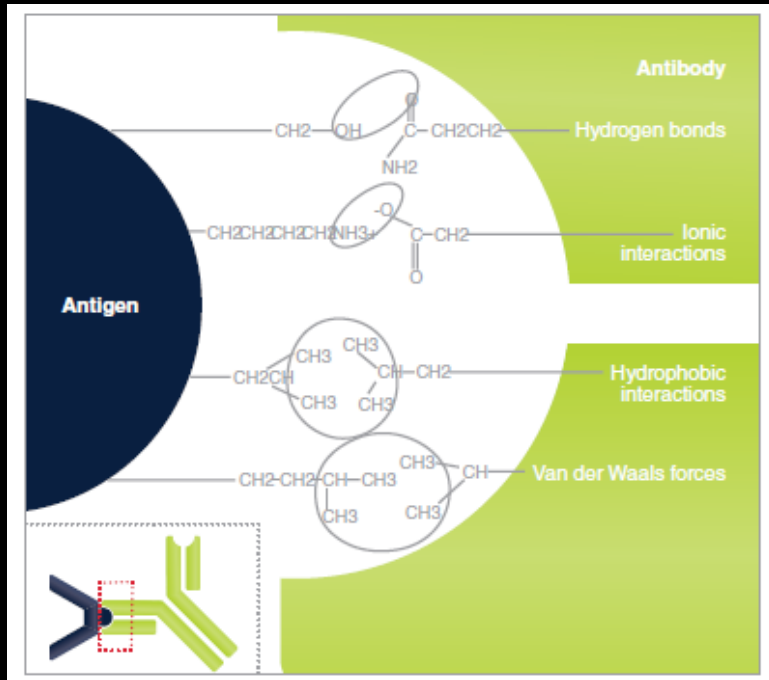 Antibody
O
CH2 OH C CH2CH2 Hydrogen bonds
NH2
-O
CH2CH2CH2CH2NH3+ C CH2 Ionic
interactions
O
Antigen
CH3 CH3
CH2CH CH CH2 Hydrophobic
interactions
CH3 CH3
CH3
CH2 CH2 CH CH3 CH Van der Waals forces
CH3 CH3